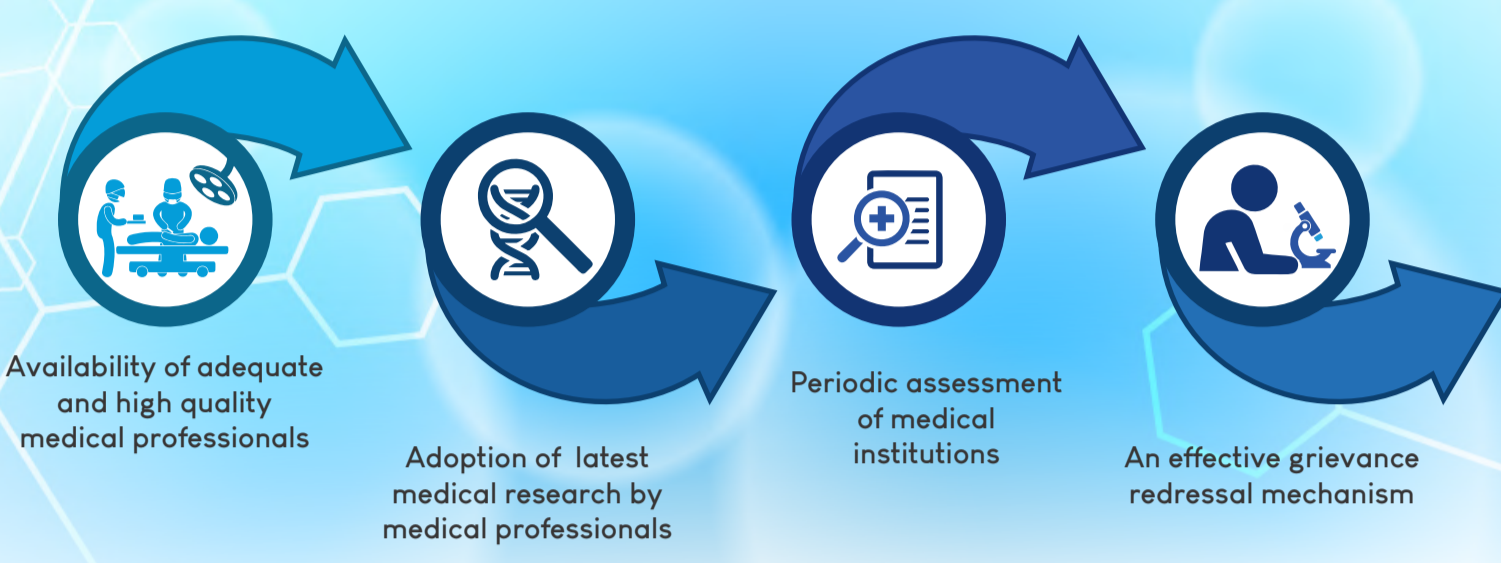 Availability of adequate
and high quality
medical professionals
Adoption of latest
medical research by
medical professionals
Periodic assessment
of medical
institutions
An effective grievance
redressal mechanism